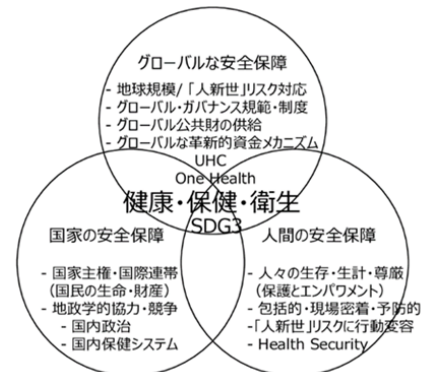 グローバルな安全保障
- 地球規模/「人新世」リスク対応
- グローバル・ガバナンス規範・制度
- グローバル公共財の供給
- グローバルな革新的資金メカニズム
UHC
One Health
健康・保健・衛生
SDG3
国家の安全保障
- 国家主権・国際連帯
（国民の生命・財産）
- 地政学的協力・競争
- 国内政治
- 国内保健システム
人間の安全保障
- 人々の生存・生計・尊厳
（保護とエンパワメント）
- 包括的・現場密着・予防的
-「人新世」リスクに行動変容
- Health Security